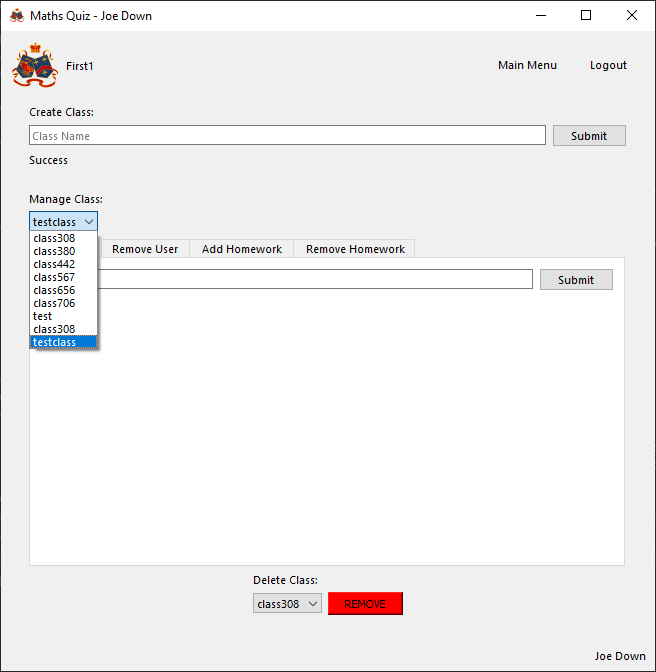 Maths Quiz - Joe Down
First1
Main Menu
Logout
Create Class:
Class Name
Submit
Success
Manage Class:
testclass
class308
class380
class442
class567
class656
class706
test
class308
testclass
Remove User
Add Homework
Remove Homework
Submit
Delete Class:
class308
REMOVE
Joe Down